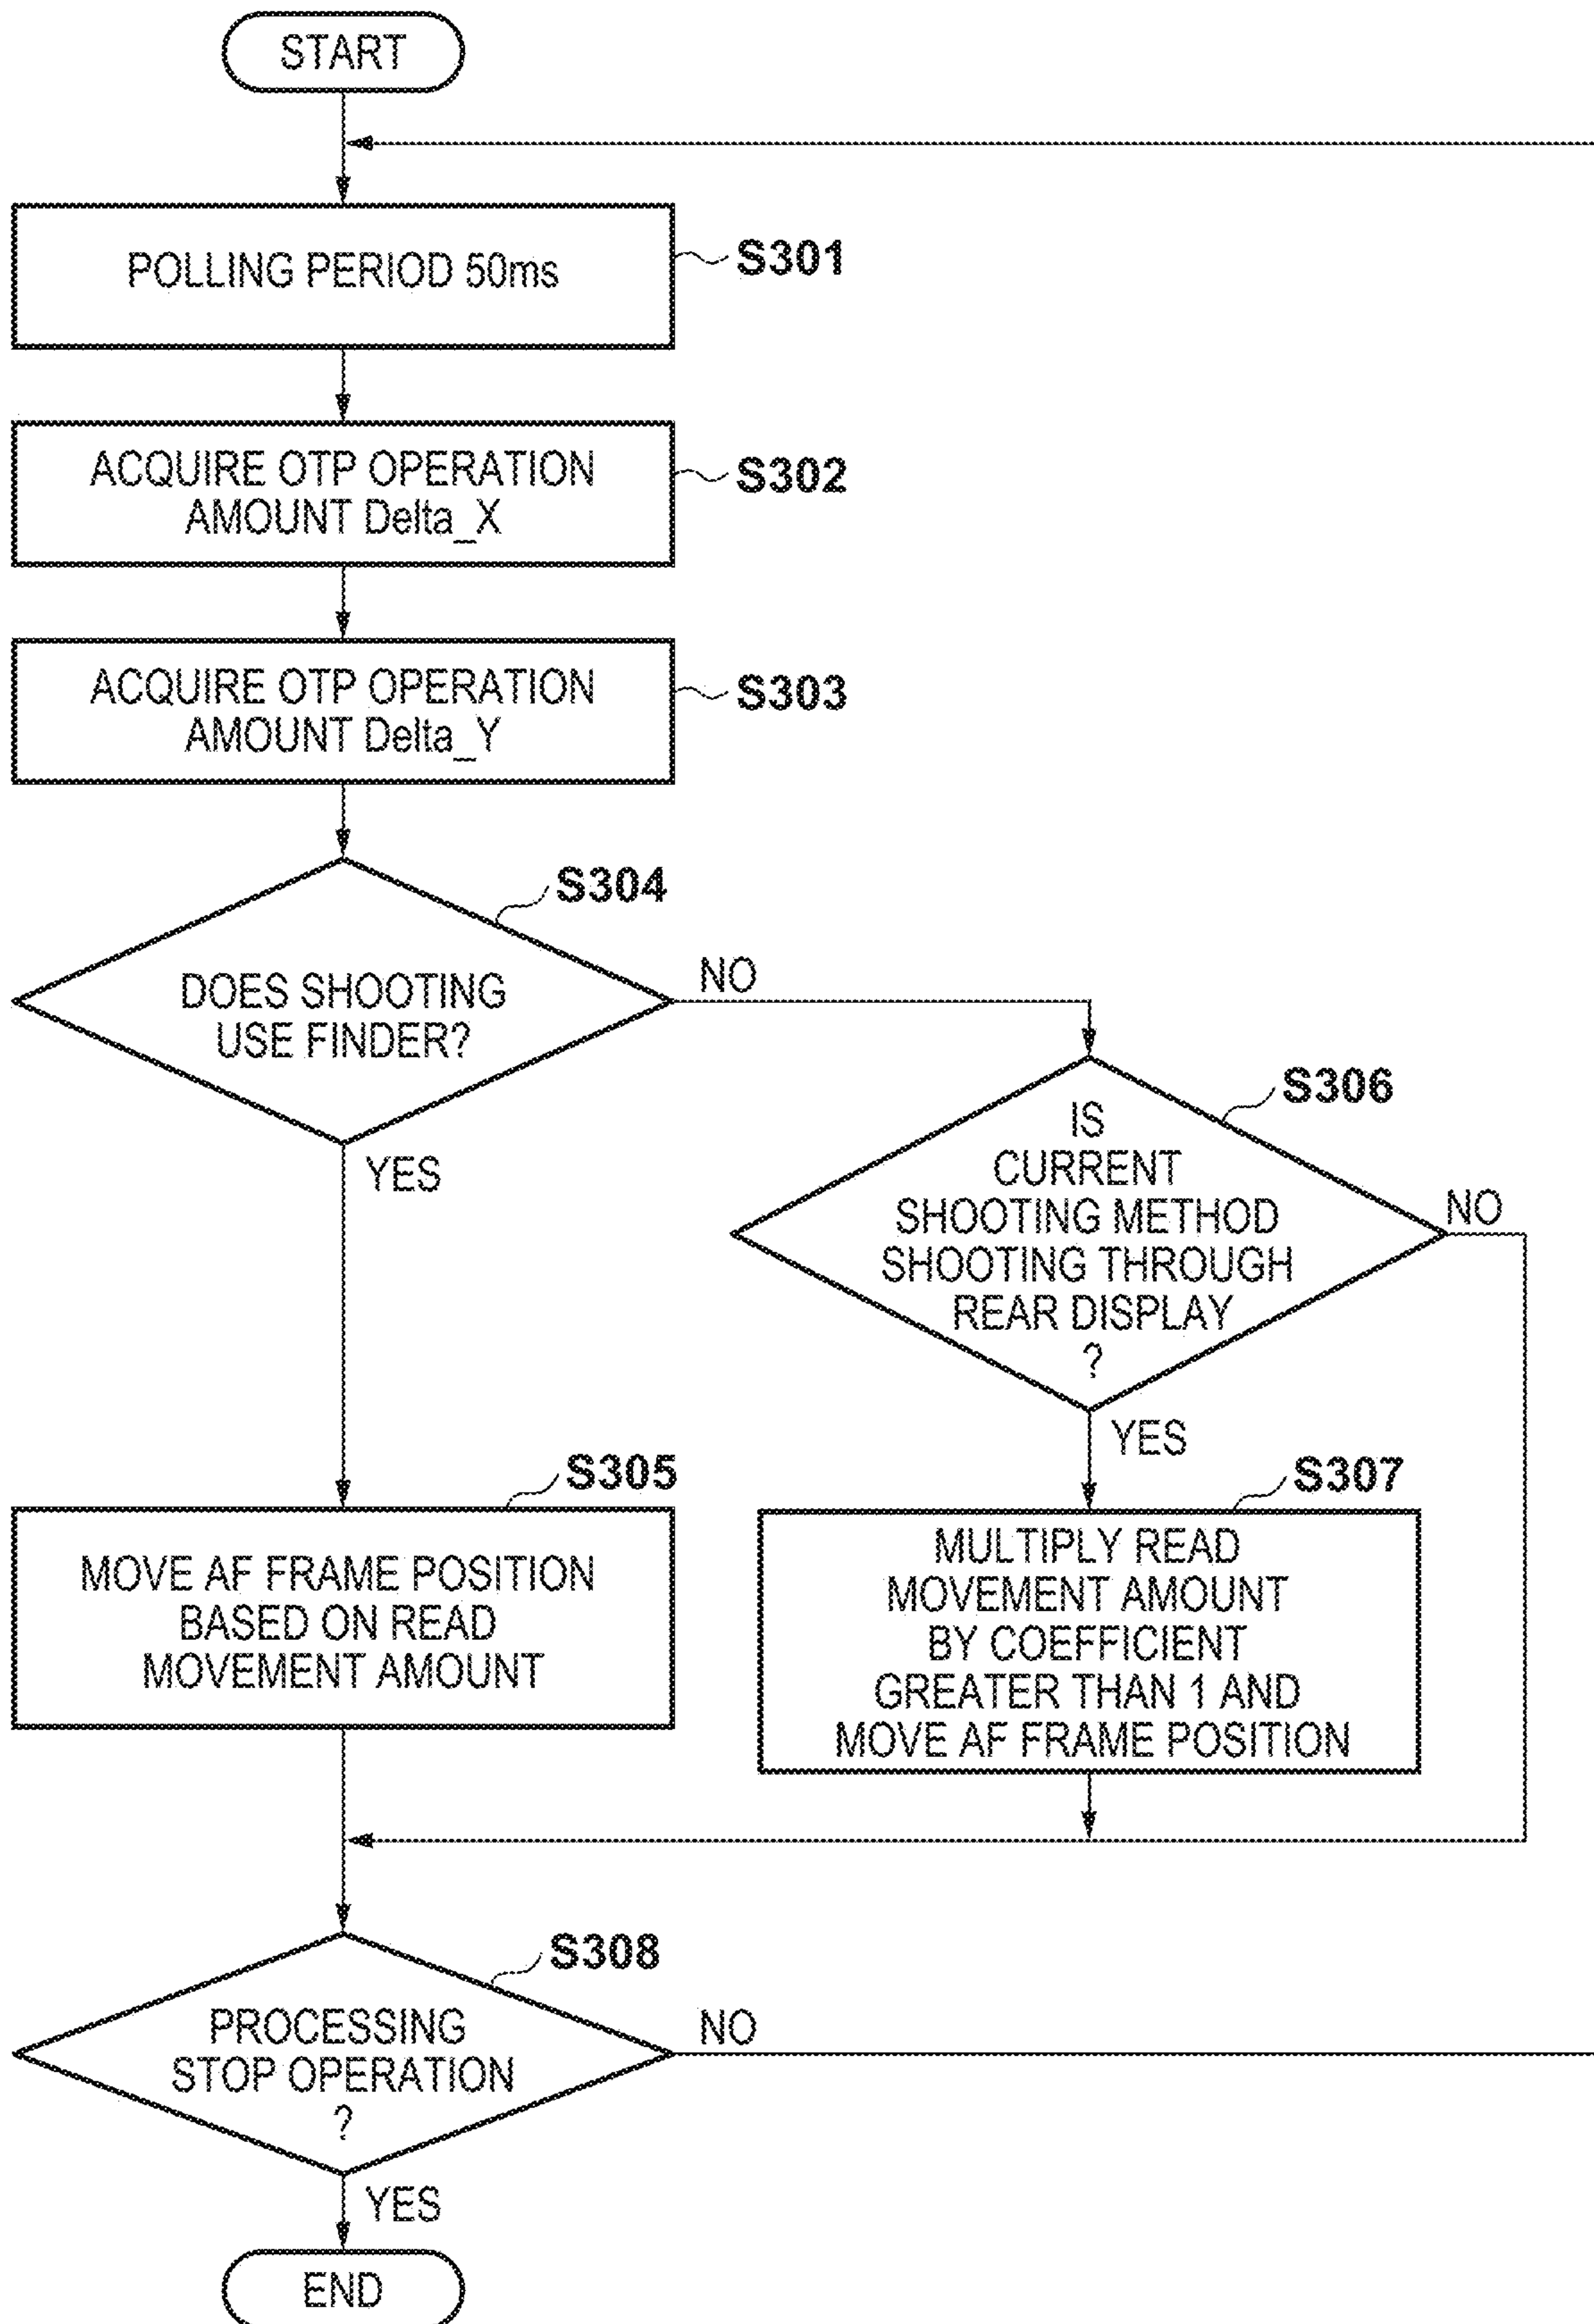 START
POLLING PERIOD 50ms
S301
ACQUIRE OTP OPERATION
AMOUNT Delta_X
S302
ACQUIRE OTP OPERATION
AMOUNT Delta_Y
S303
S304
DOES SHOOTING
USE FINDER?
NO
YES
S306
IS
CURRENT
SHOOTING METHOD
SHOOTING THROUGH
REAR DISPLAY
?
NO
YES
S305
MOVE AF FRAME POSITION
BASED ON READ
MOVEMENT AMOUNT
S307
MULTIPLY READ
MOVEMENT AMOUNT
BY COEFFICIENT
GREATER THAN 1 AND
MOVE AF FRAME POSITION
S308
PROCESSING
STOP OPERATION
?
NO
YES
END